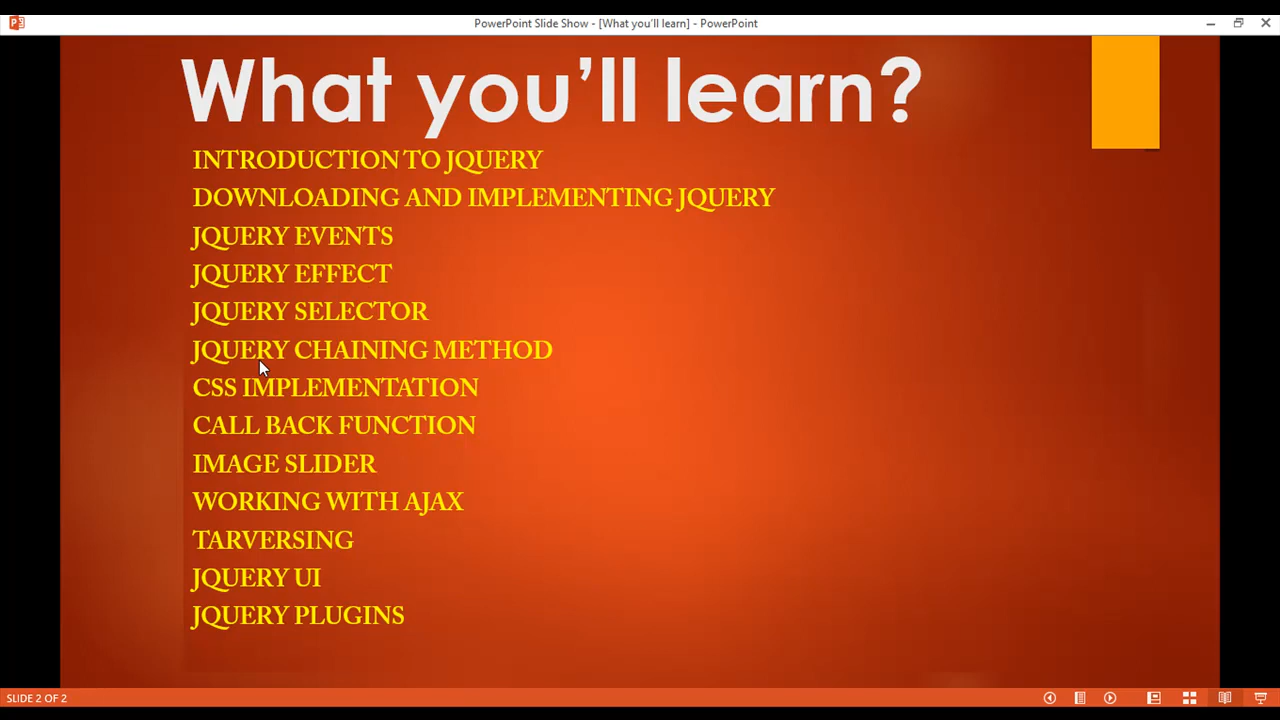 PowerPoint Slide Show - [What you'll learn] - PowerPoint
What you’ll learn?
INTRODUCTION TO JQUERY
DOWNLOADING AND IMPLEMENTING JQUERY
JQUERY EVENTS
JQUERY EFFECT
JQUERY SELECTOR
JQUERY CHAINING METHOD
CSS IMPLEMENTATION
CALL BACK FUNCTION
IMAGE SLIDER
WORKING WITH AJAX
TARVERSING
JQUERY UI
JQUERY PLUGINS
SLIDE 2 OF 2